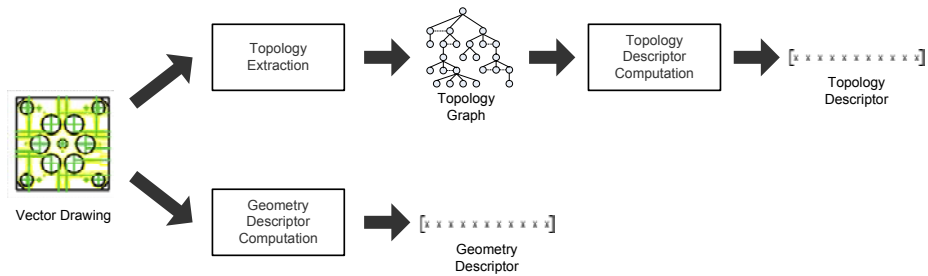 Topology
Extraction
Topology
Graph
Topology
Descriptor
Computation
[x x x x x x x x x x]
Topology
Descriptor
Vector Drawing
Geometry
Descriptor
Computation
[x x x x x x x x x x]
Geometry
Descriptor